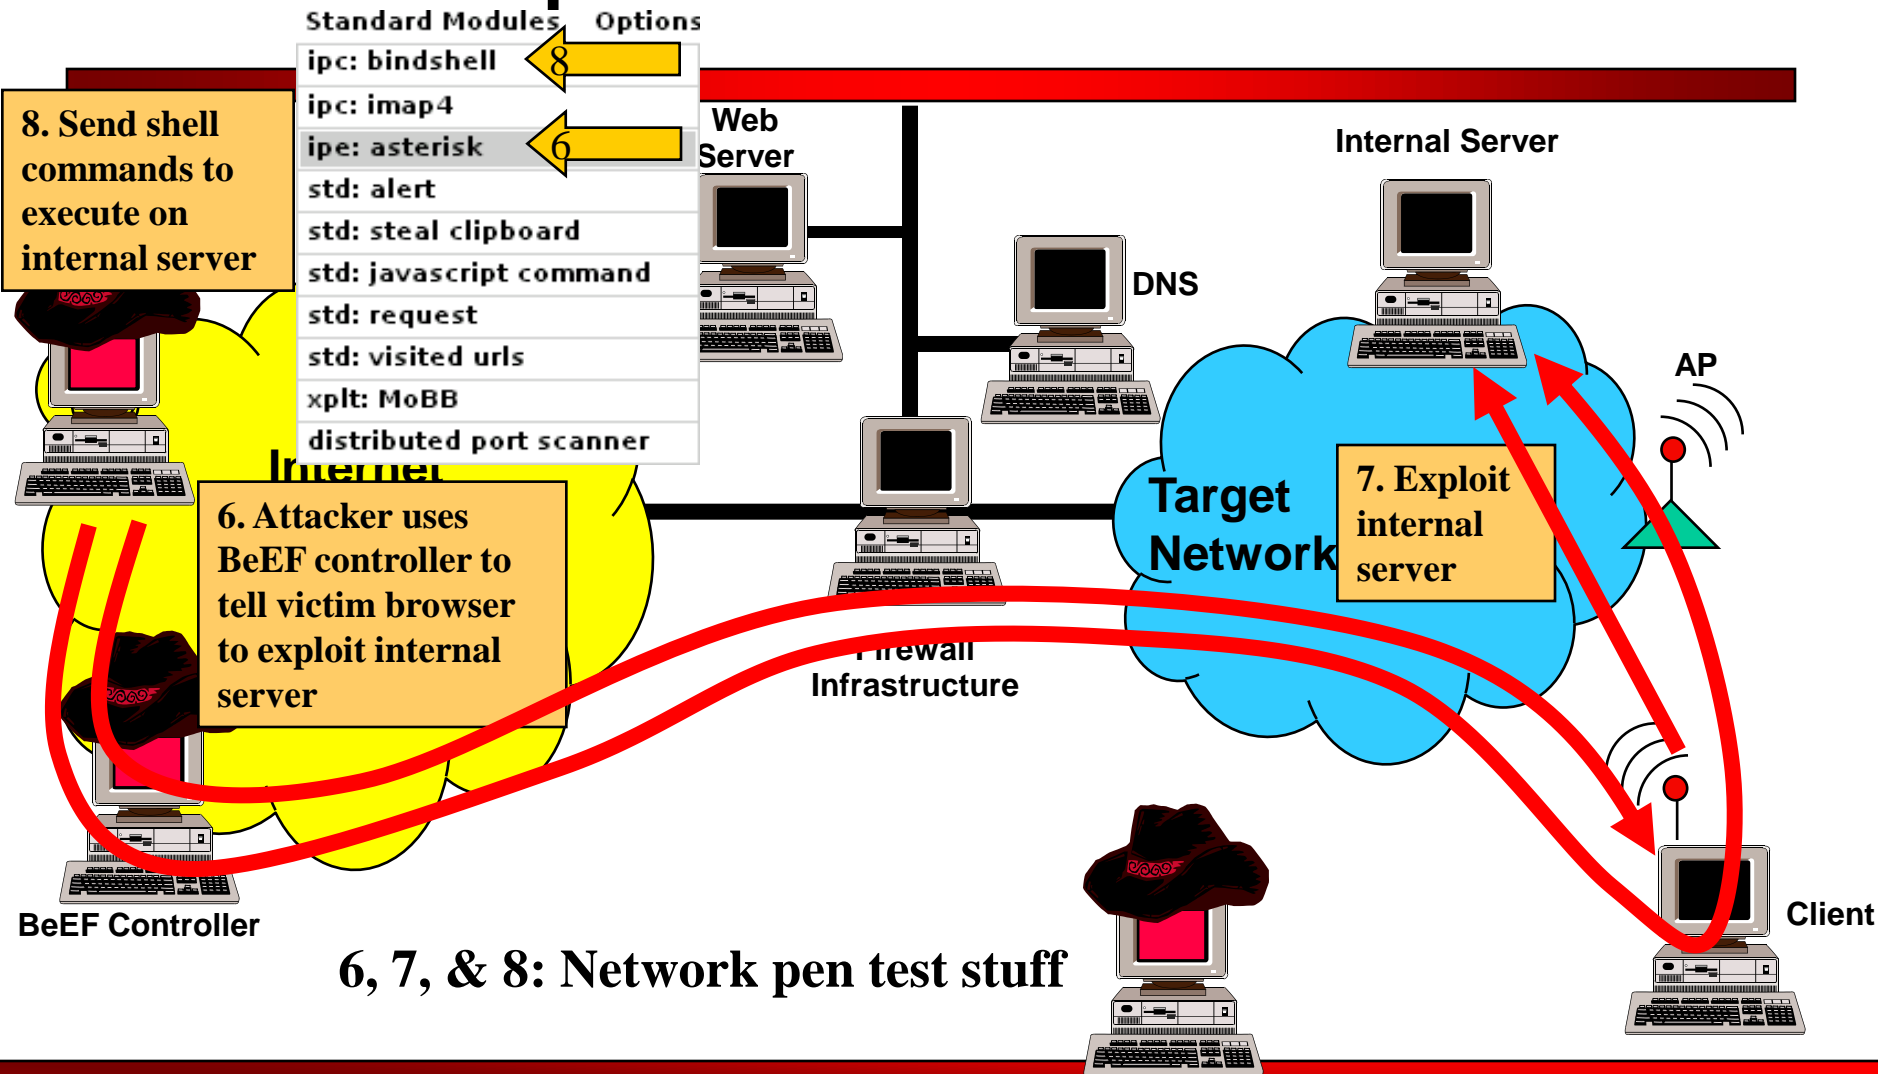 Standard Modules Options
ipc: bindshell
8
ipc: imap4
ipe: asterisk
6
std: alert
std: steal clipboard
std: javascript command
std: request
std: visited urls
xplt: MoBB
distributed port scanner
8. Send shell
commands to
execute on
internal server
Web
Server
Internal Server
DNS
AP
Internet
6. Attacker uses
BeEF controller to
tell victim browser
to exploit internal
server
Target
Network
7. Exploit
internal
server
Firewall
Infrastructure
BeEF Controller
Client
6, 7, & 8: Network pen test stuff